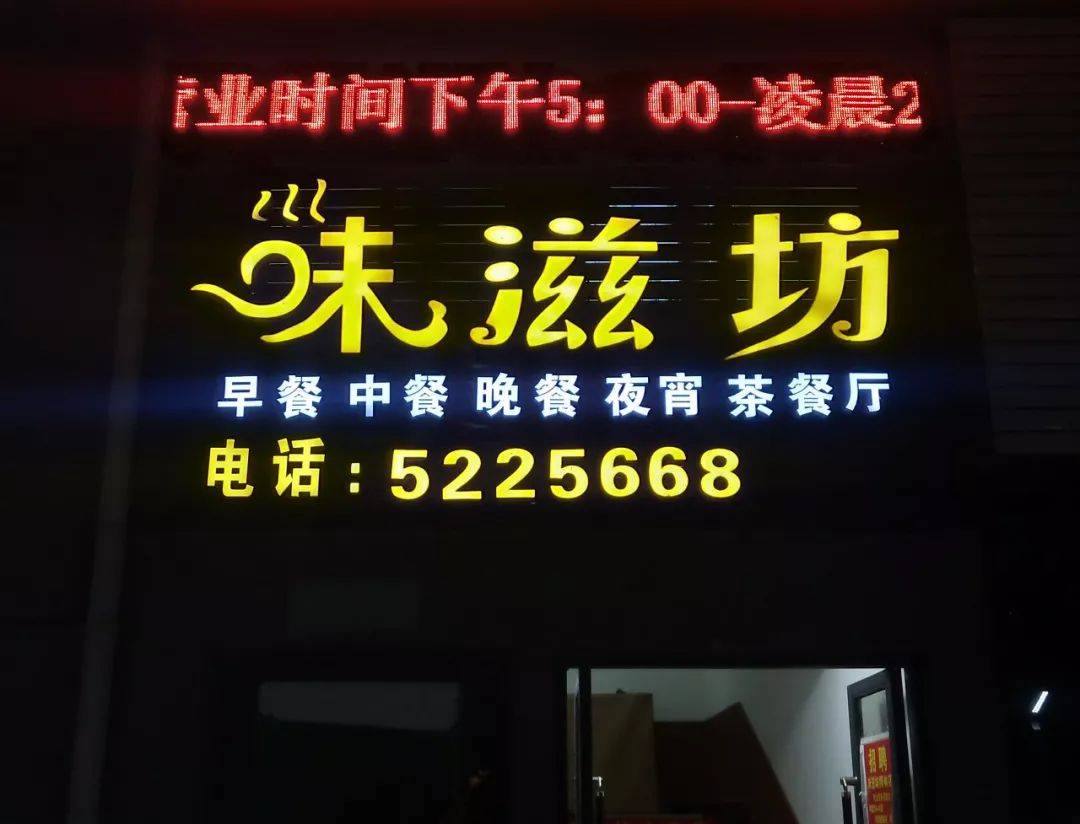 业时间下午5：00-凌晨2
味滋坊
早餐 中餐 晚餐 夜宵 茶餐厅
电话：5225668
招聘